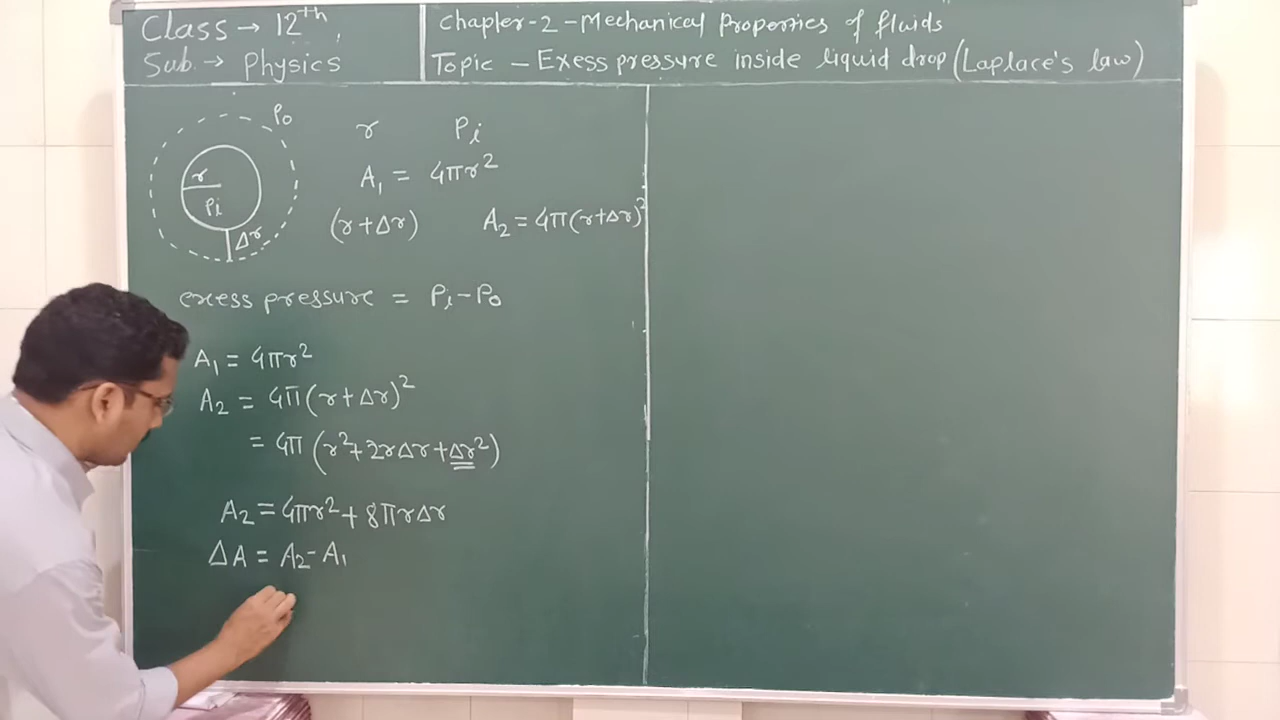 Class → 12th,
Sub. → Physics
Chapter-2-Mechanical Properties of fluids
Topic - Exess pressure inside liquid drop (Laplace's law)
Po
r
Pi
Δr
r Pi
A₁ = 4πr²
(r+Δr) A₂ = 4π(r+Δr)²
excess pressure = Pi-Po
A₁ = 4πr²
A₂ = 4π(r+Δr)²
= 4π(r²+2rΔr+Δr²)
A₂ = 4πr²+8πrΔr
ΔA = A₂-A₁